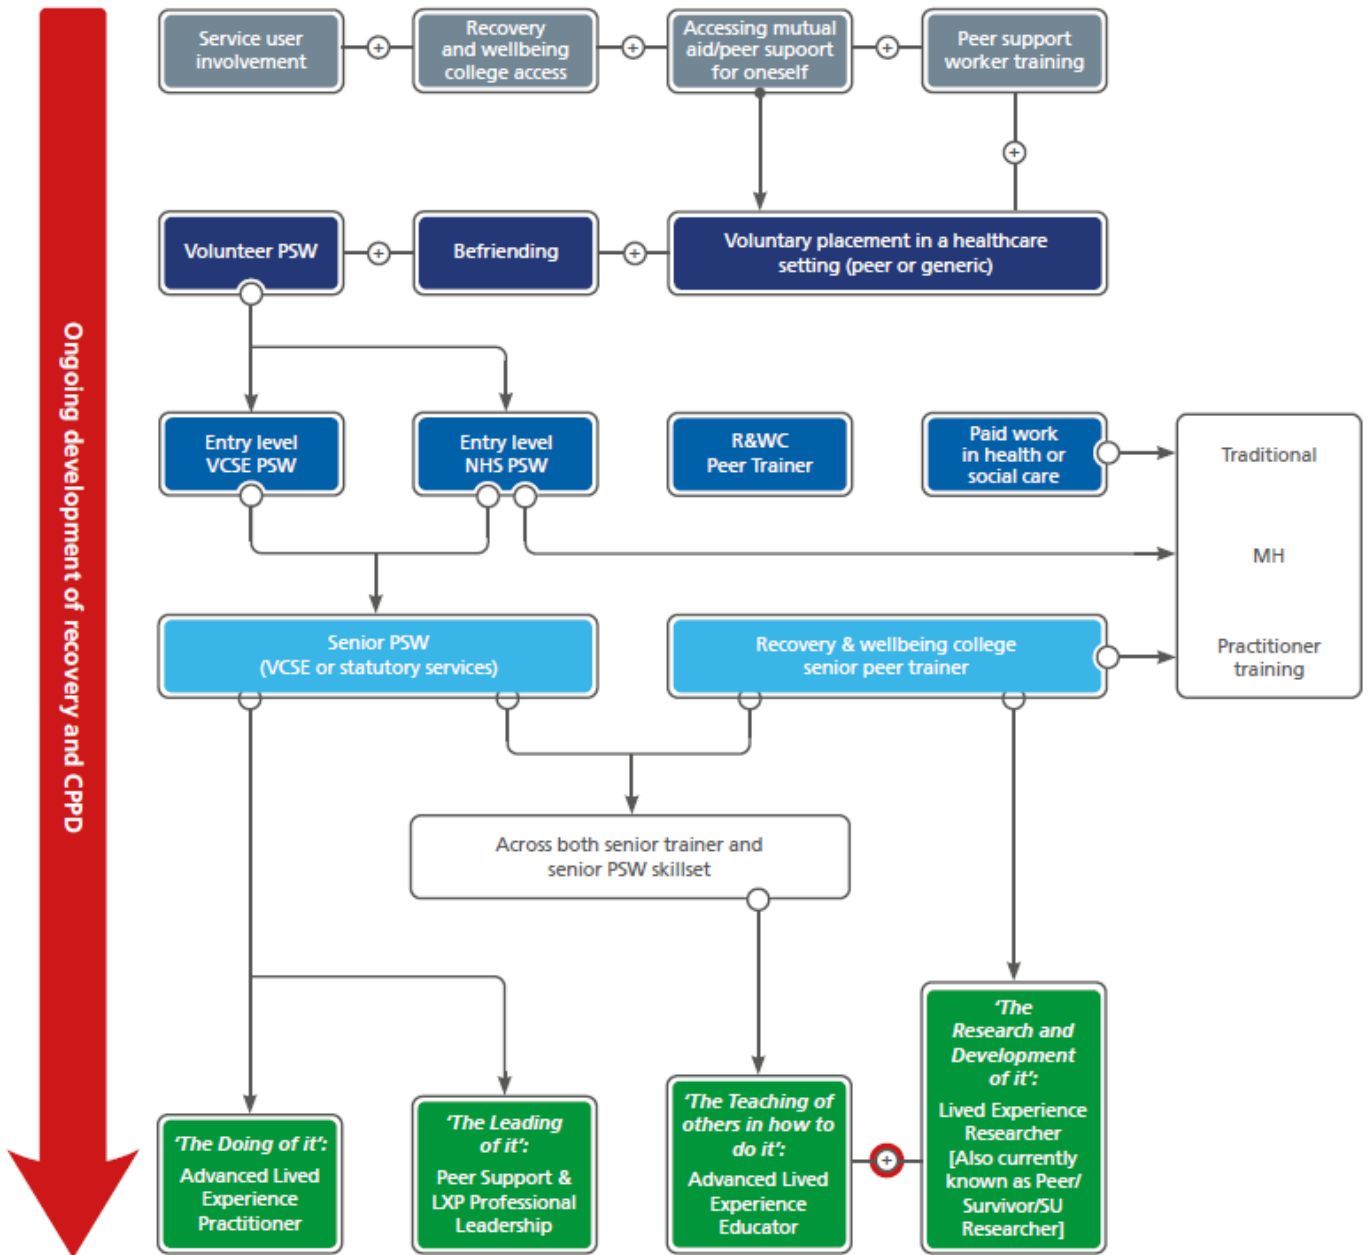 Ongoing development of recovery and CPPD
Service user
involvement
Recovery
and wellbeing
college access
Accessing mutual
aid/peer supoort
for oneself
Peer support
worker training
Volunteer PSW
Befriending
Voluntary placement in a healthcare
setting (peer or generic)
Entry level
VCSE PSW
Entry level
NHS PSW
R&WC
Peer Trainer
Paid work
in health or
social care
Traditional
MH
Practitioner
training
Senior PSW
(VCSE or statutory services)
Recovery & wellbeing college
senior peer trainer
Across both senior trainer and
senior PSW skillset
‘The Doing of it’:
Advanced Lived
Experience
Practitioner
‘The Leading
of it’:
Peer Support &
LXP Professional
Leadership
‘The Teaching of
others in how to
do it’:
Advanced Lived
Experience
Educator
‘The
Research and
Development
of it’:
Lived Experience
Researcher
[Also currently
known as Peer/
Survivor/SU
Researcher]